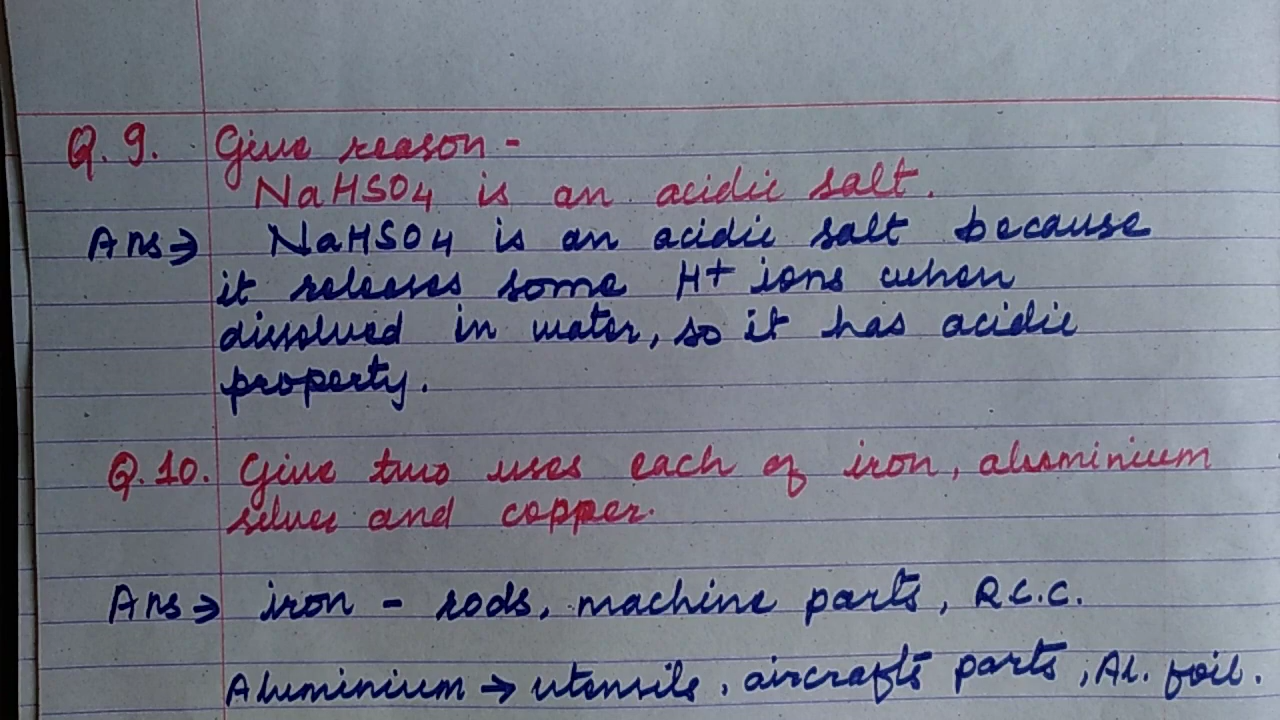 Q.9. Give reason -
NaHSO4 is an acidic salt.
Ans⇒ NaHSO4 is an acidic salt because
it releases some H+ ions when
dissolved in water, so it has acidic
property.
Q.10. Give two uses each of iron, aluminium
silver and copper.
Ans⇒ iron - rods, machine parts, R.C.C.
Aluminium → utensils, aircrafts parts, Al. foil.